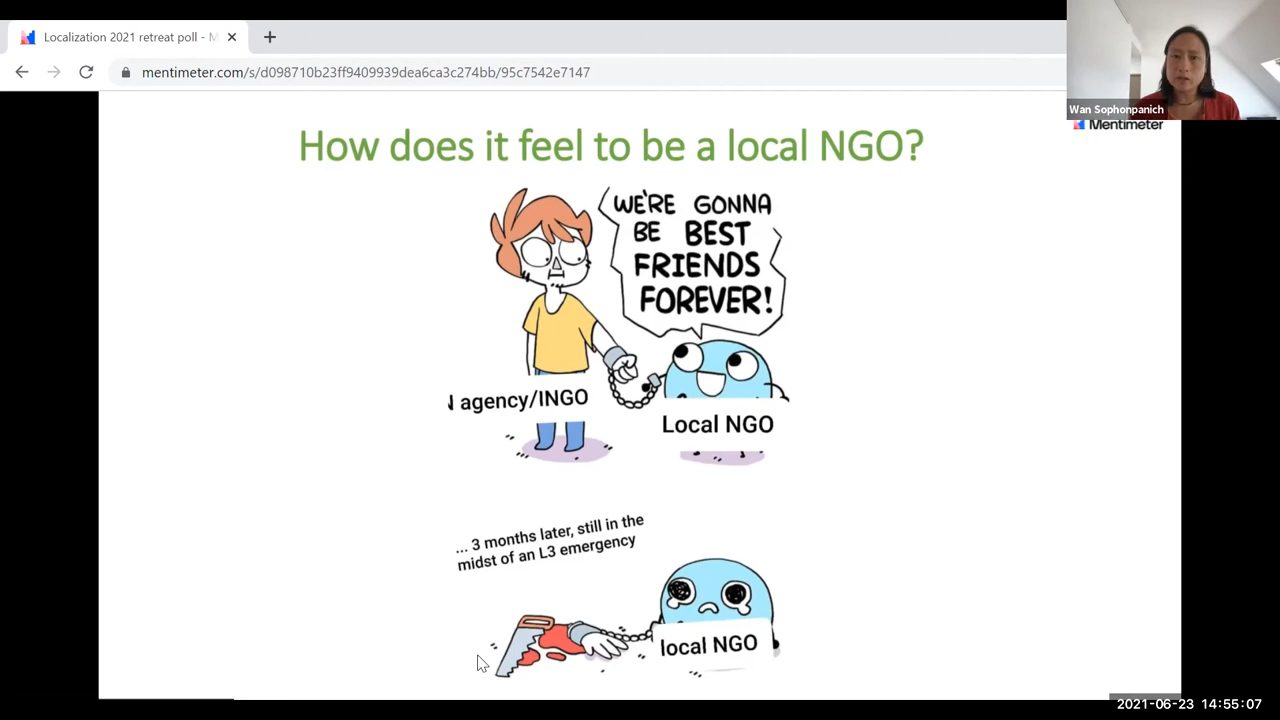 Localization 2021 retreat poll - M
mentimeter.com/s/d098710b23ff9409939dea6ca3c274bb/95c7542e7147
Wan Sophonpanich
Mentimeter
How does it feel to be a local NGO?
WE'RE GONNA
BE BEST
FRIENDS
FOREVER!
agency/INGO
Local NGO
... 3 months later, still in the
midst of an L3 emergency
local NGO
2021-06-23 14:55:07